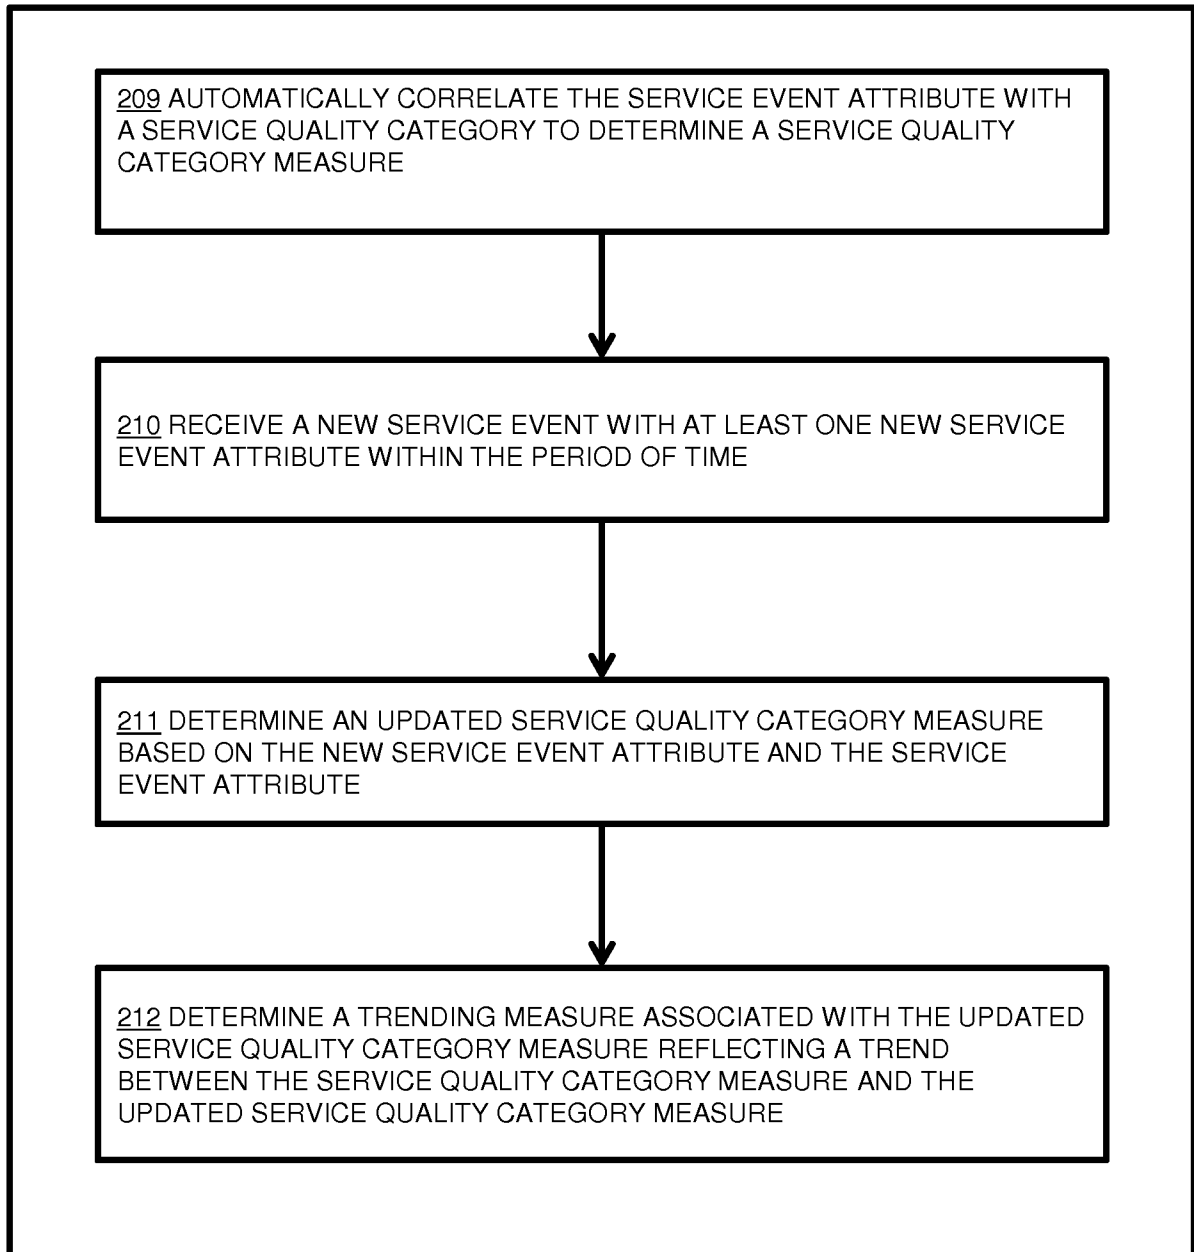 209 AUTOMATICALLY CORRELATE THE SERVICE EVENT ATTRIBUTE WITH
A SERVICE QUALITY CATEGORY TO DETERMINE A SERVICE QUALITY
CATEGORY MEASURE
210 RECEIVE A NEW SERVICE EVENT WITH AT LEAST ONE NEW SERVICE
EVENT ATTRIBUTE WITHIN THE PERIOD OF TIME
211 DETERMINE AN UPDATED SERVICE QUALITY CATEGORY MEASURE
BASED ON THE NEW SERVICE EVENT ATTRIBUTE AND THE SERVICE
EVENT ATTRIBUTE
212 DETERMINE A TRENDING MEASURE ASSOCIATED WITH THE UPDATED
SERVICE QUALITY CATEGORY MEASURE REFLECTING A TREND
BETWEEN THE SERVICE QUALITY CATEGORY MEASURE AND THE
UPDATED SERVICE QUALITY CATEGORY MEASURE